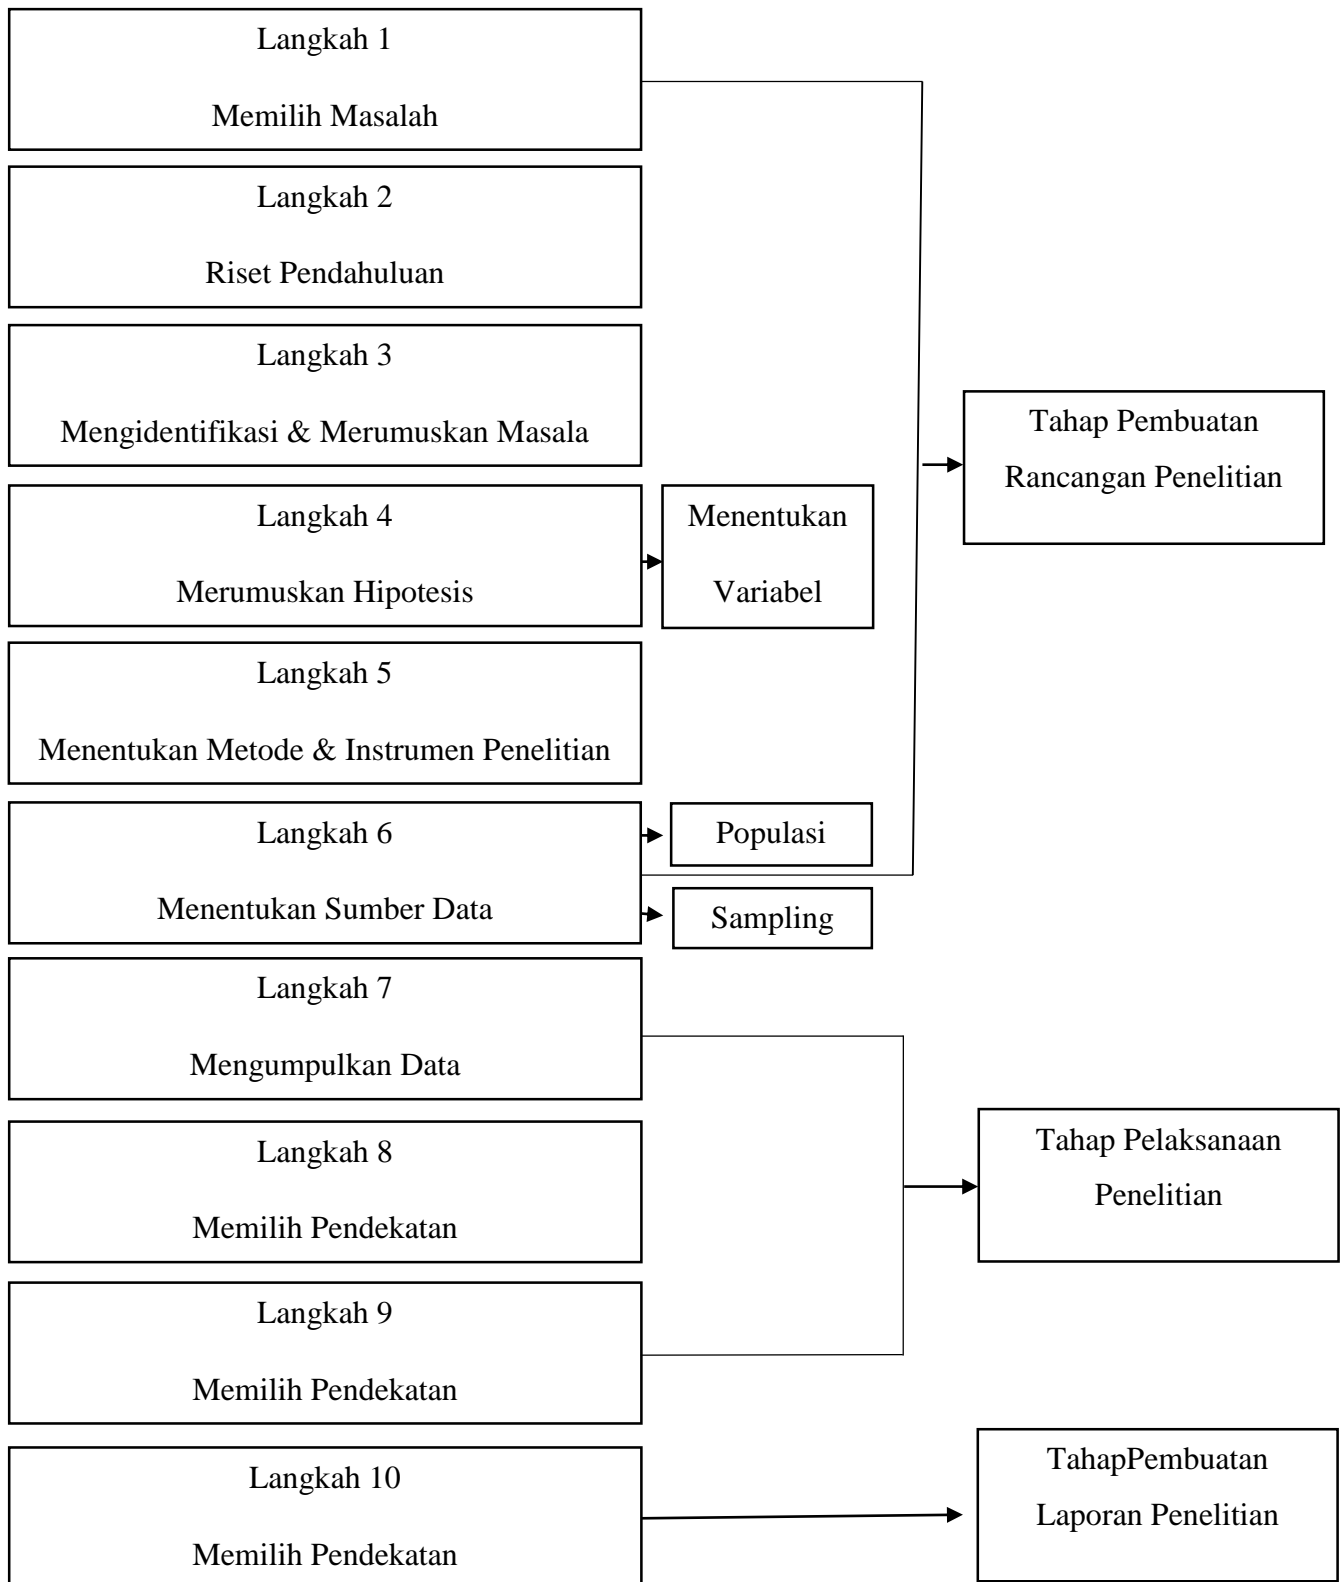 Langkah 1
Memilih Masalah
Langkah 2
Riset Pendahuluan
Langkah 3
Mengidentifikasi & Merumuskan Masala
Tahap Pembuatan
Rancangan Penelitian
Langkah 4
Merumuskan Hipotesis
Menentukan
Variabel
Langkah 5
Menentukan Metode & Instrumen Penelitian
Langkah 6
Menentukan Sumber Data
Populasi
Sampling
Langkah 7
Mengumpulkan Data
Langkah 8
Memilih Pendekatan
Tahap Pelaksanaan
Penelitian
Langkah 9
Memilih Pendekatan
Langkah 10
Memilih Pendekatan
TahapPembuatan
Laporan Penelitian